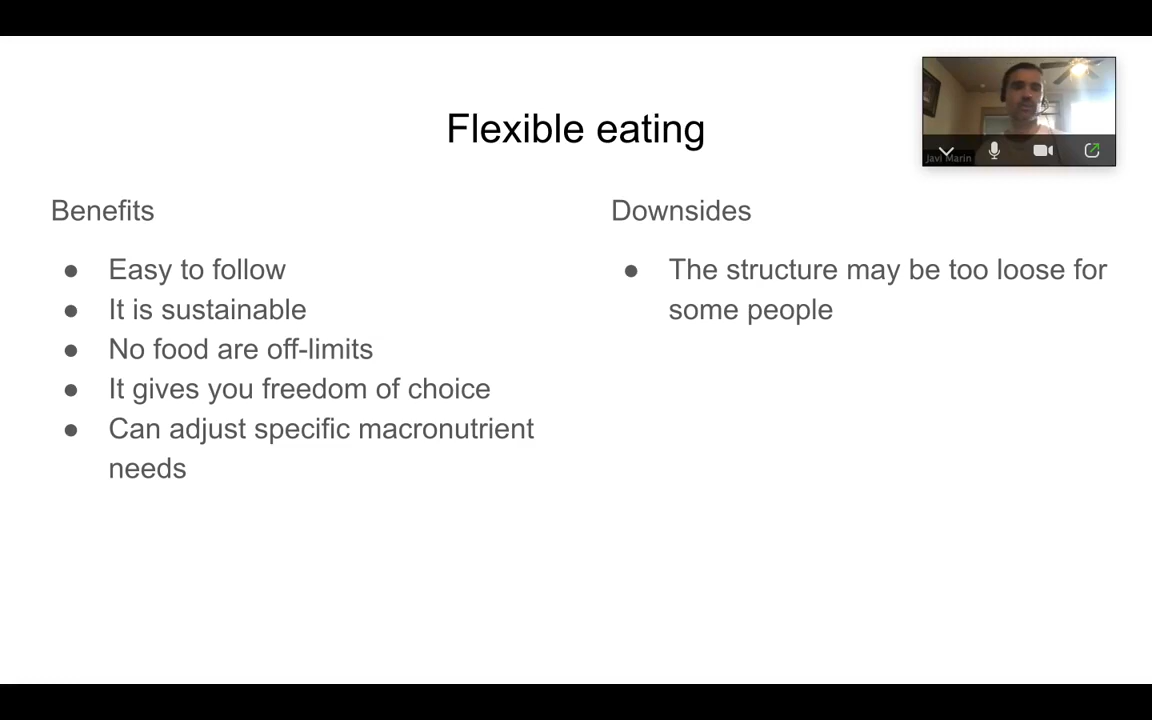 Flexible eating
Javi Marin
Benefits
● Easy to follow
● It is sustainable
● No food are off-limits
● It gives you freedom of choice
● Can adjust specific macronutrient
needs
Downsides
● The structure may be too loose for
some people